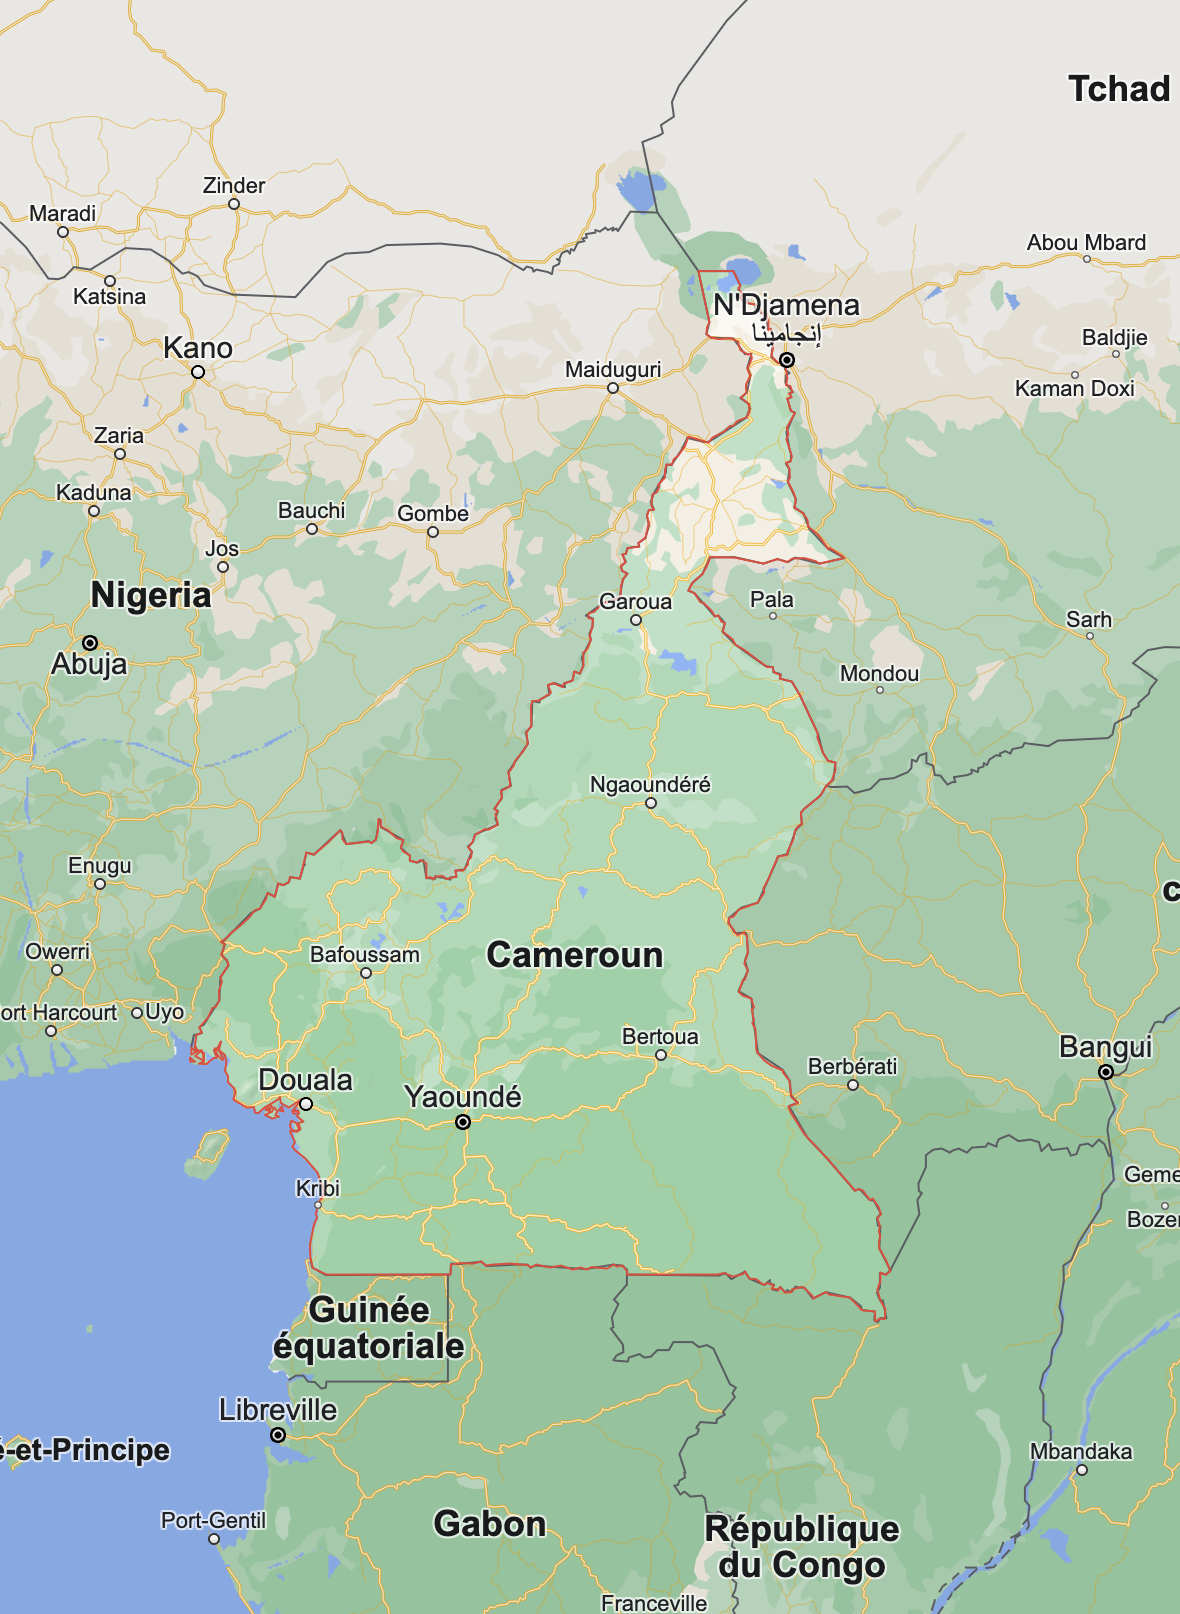 Tchad
Zinder
Maradi
Abou Mbard
Katsina
N'Djamena
إنجامينا
Kano
Baldjie
Maiduguri
Kaman Doxi
Zaria
Kaduna
Bauchi
Gombe
Jos
Nigeria
Garoua
Pala
Sarh
Abuja
Mondou
Ngaoundéré
Enugu
C
Owerri
Bafoussam
Cameroun
ort Harcourt
Uyo
Bertoua
Bangui
Berbérati
Douala
Yaoundé
Kribi
Geme
Bozer
Guinée
équatoriale
Libreville
é-et-Principe
Mbandaka
Port-Gentil
Gabon
République
du Congo
Franceville